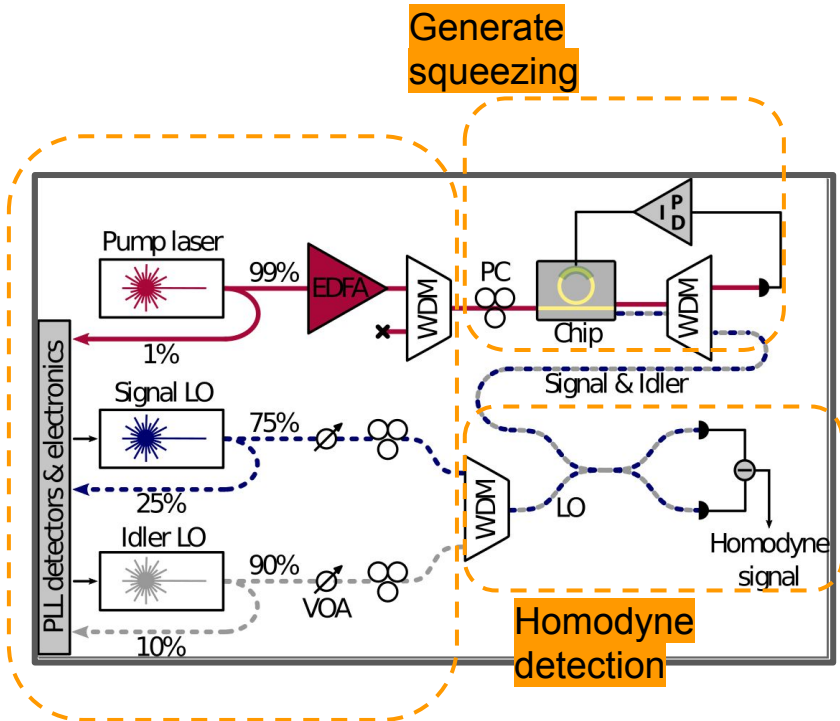 Generate
squeezing
Pump laser
99%
EDFA
WDM
PC
I P D
Chip
WDM
1%
Signal & Idler
PLL detectors & electronics
Signal LO
75%
25%
WDM
LO
Homodyne
signal
Idler LO
90%
VOA
10%
Homodyne
detection